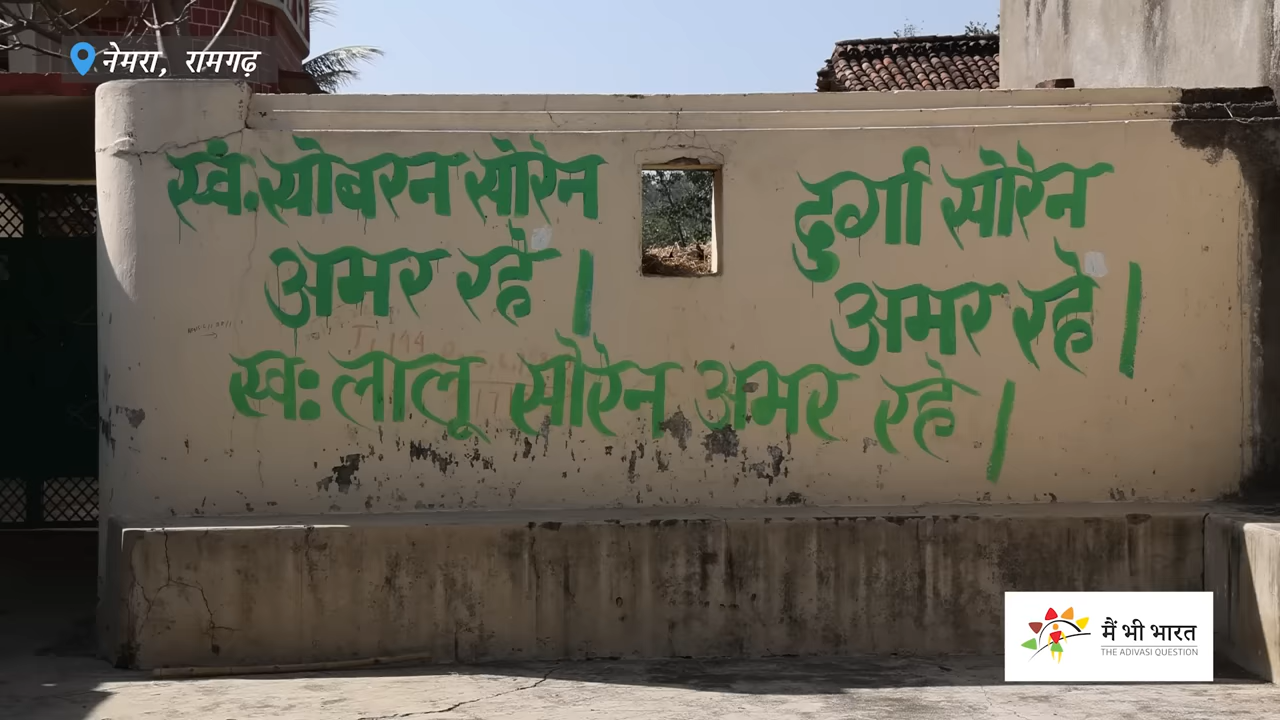 नेमरा, रामगढ़
स्वं. सोबरन सोरेन
अमर रहे।
दुर्गा सोरेन
अमर रहे।
स्व: लालू सोरेन अमर रहे।
मैं भी भारत
THE ADIVASI QUESTION